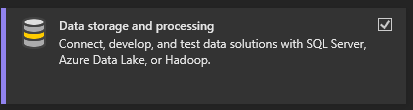 Data storage and processing
Connect, develop, and test data solutions with SQL Server,
Azure Data Lake, or Hadoop.